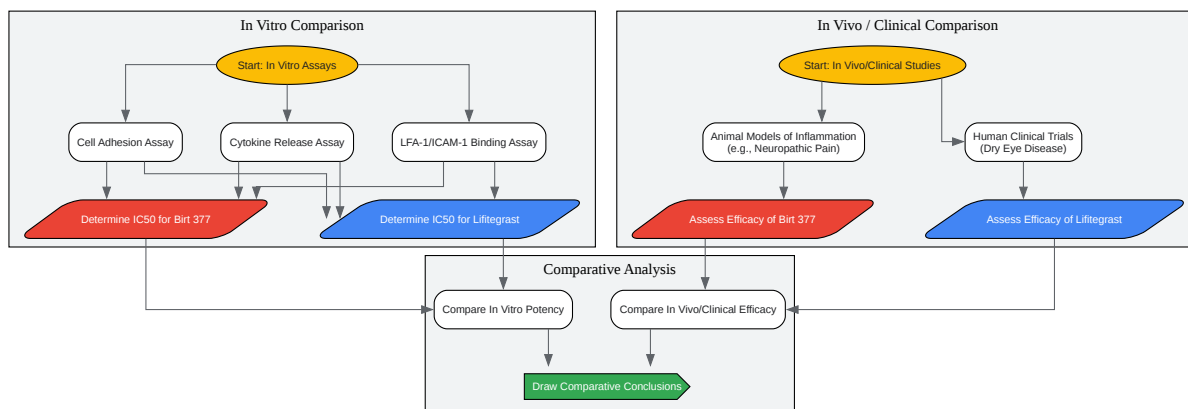 In Vitro Comparison
Start: In Vitro Assays
Cell Adhesion Assay
Cytokine Release Assay
LFA-1/ICAM-1 Binding Assay
Determine IC50 for Birt 377
Determine IC50 for Lifitegrast
In Vivo / Clinical Comparison
Start: In Vivo/Clinical Studies
Animal Models of Inflammation
(e.g., Neuropathic Pain)
Human Clinical Trials
(Dry Eye Disease)
Assess Efficacy of Birt 377
Assess Efficacy of Lifitegrast
Comparative Analysis
Compare In Vitro Potency
Compare In Vivo/Clinical Efficacy
Draw Comparative Conclusions